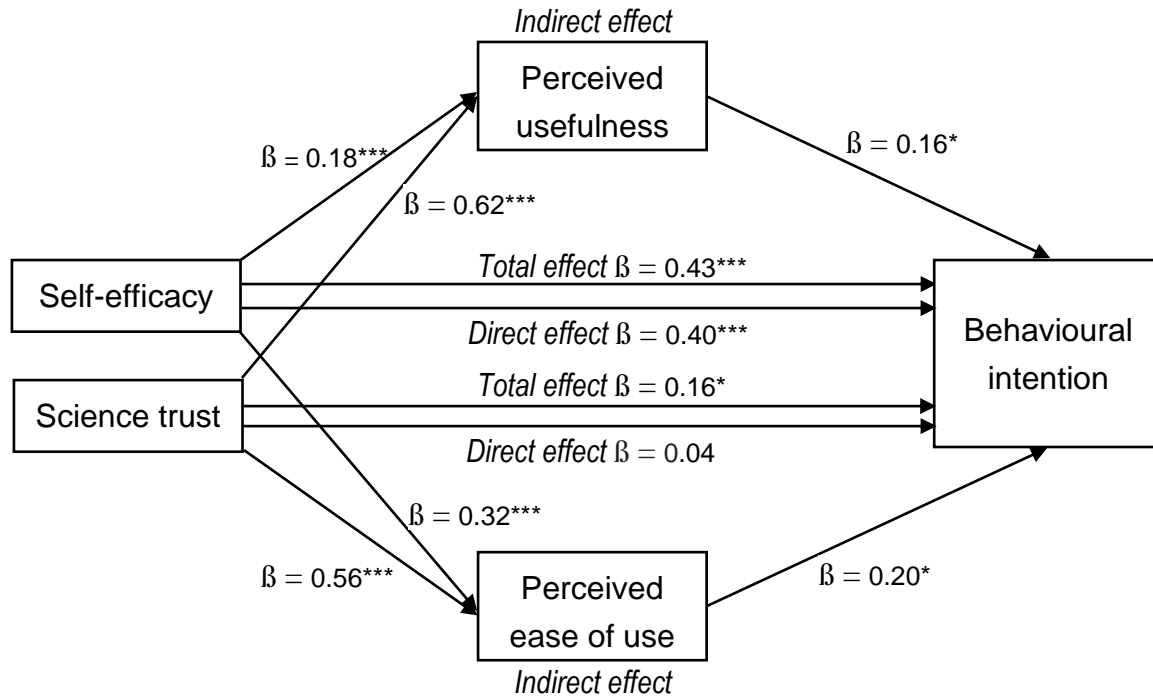 Indirect effect
Perceived
usefulness
ß = 0.18***
ß = 0.16*
ß = 0.62***
Self-efficacy
Total effect ß = 0.43***
Direct effect ß = 0.40***
Behavioural
intention
Science trust
Total effect ß = 0.16*
Direct effect ß = 0.04
ß = 0.32***
ß = 0.56***
Perceived
ease of use
ß = 0.20*
Indirect effect